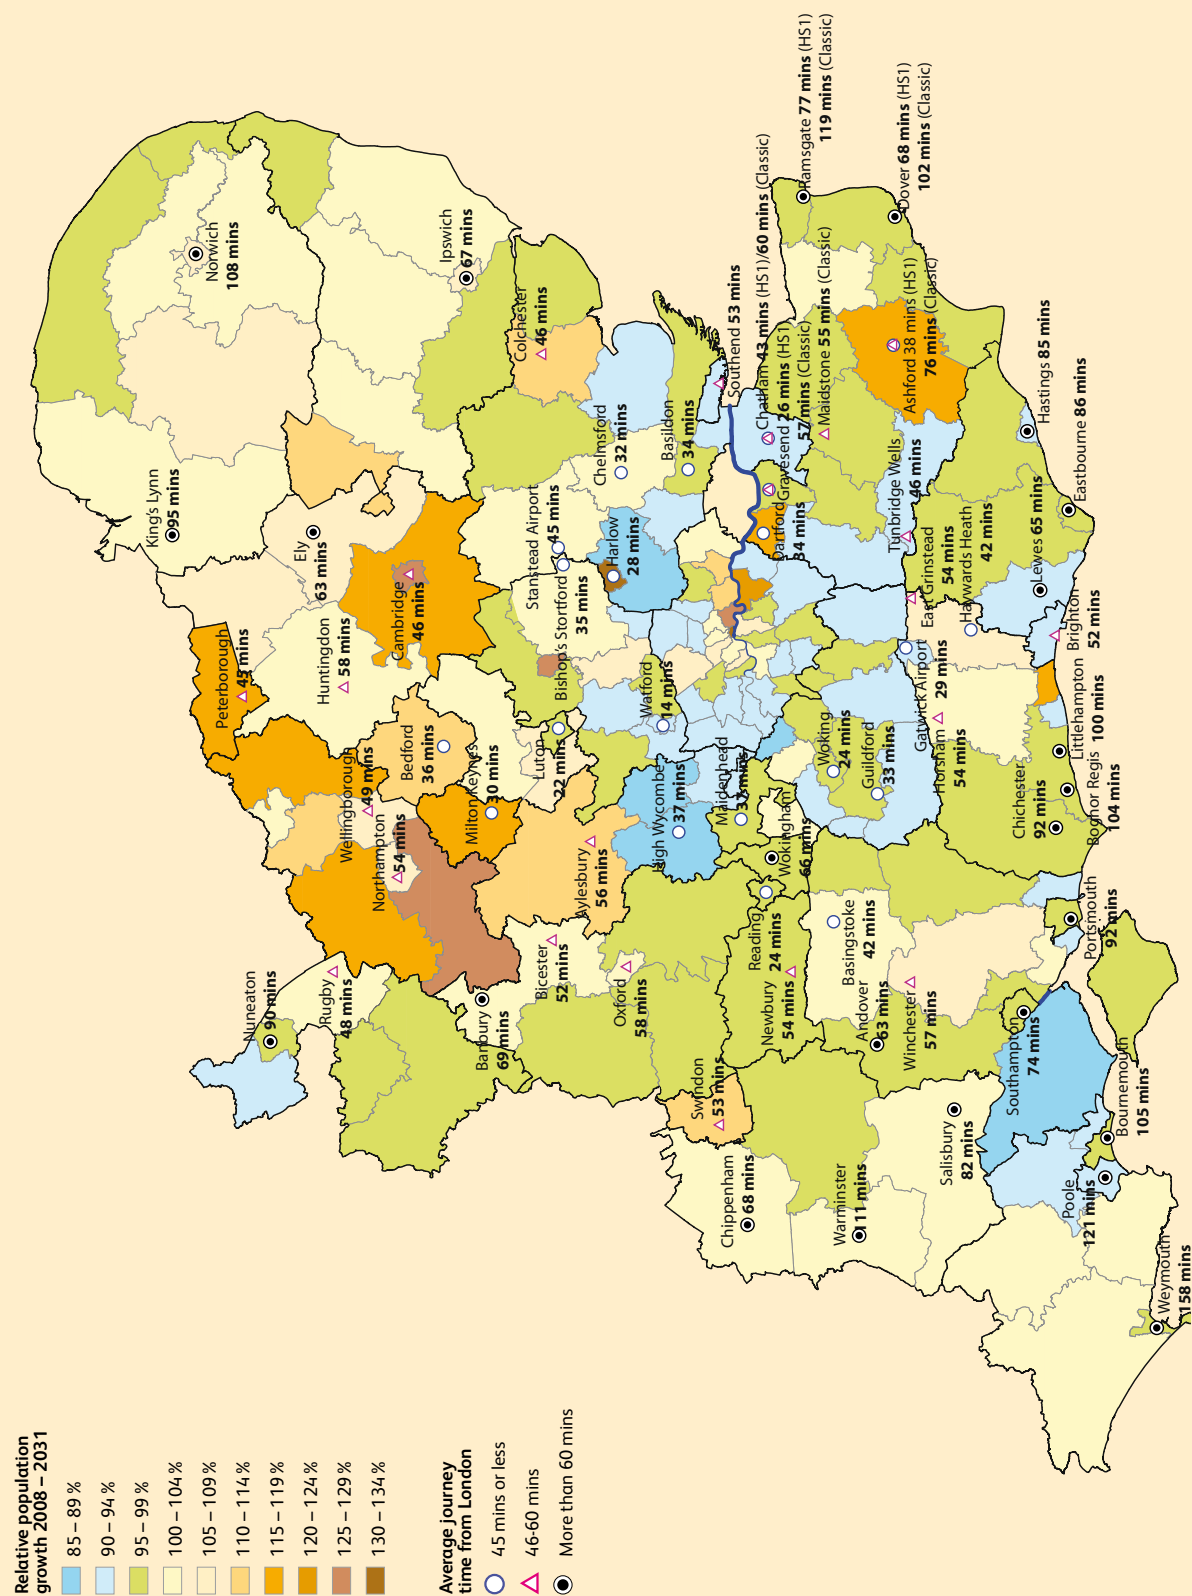 Relative population
growth 2008 – 2031
85 – 89 %
90 – 94 %
95 – 99 %
100 – 104 %
105 – 109 %
110 – 114 %
115 – 119 %
120 – 124 %
125 – 129 %
130 – 134 %
Average journey
time from London
45 mins or less
46-60 mins
More than 60 mins
Nuneaton
90 mins
Rugby
48 mins
Banbury
69 mins
Bicester
52 mins
Oxford
58 mins
Swindon
53 mins
Chippenham
68 mins
Warminster
111 mins
Salisbury
82 mins
Weymouth
158 mins
Poole
121 mins
Bournemouth
105 mins
Southampton
74 mins
Portsmouth
92 mins
Winchester
57 mins
Andover
63 mins
Basingstoke
42 mins
Newbury
54 mins
Reading
24 mins
Wokingham
66 mins
Maidenhead
37 mins
High Wycombe
37 mins
Aylesbury
56 mins
Northampton
54 mins
Wellingborough
49 mins
Milton Keynes
30 mins
Bedford
36 mins
Luton
22 mins
Peterborough
45 mins
Huntingdon
58 mins
Cambridge
46 mins
Ely
63 mins
King's Lynn
95 mins
Norwich
108 mins
Ipswich
67 mins
Colchester
46 mins
Chelmsford
32 mins
Basildon
34 mins
Southend 53 mins
Stanstead Airport
45 mins
Bishop's Stortford
35 mins
Harlow
28 mins
Watford
14 mins
Woking
24 mins
Guildford
33 mins
Gatwick Airport
29 mins
Horsham
54 mins
Chichester
92 mins
Bognor Regis
104 mins
Littlehampton
100 mins
Brighton
52 mins
Lewes 65 mins
Haywards Heath
42 mins
East Grinstead
54 mins
Tunbridge Wells
46 mins
Eastbourne 86 mins
Hastings 85 mins
Ashford 38 mins (HS1)
76 mins (Classic)
Dover 68 mins (HS1)
102 mins (Classic)
Ramsgate 77 mins (HS1)
119 mins (Classic)
Maidstone 55 mins (Classic)
Chatham 43 mins (HS1)/60 mins (Classic)
Gravesend 26 mins (HS1)
57 mins (Classic)
Dartford
34 mins